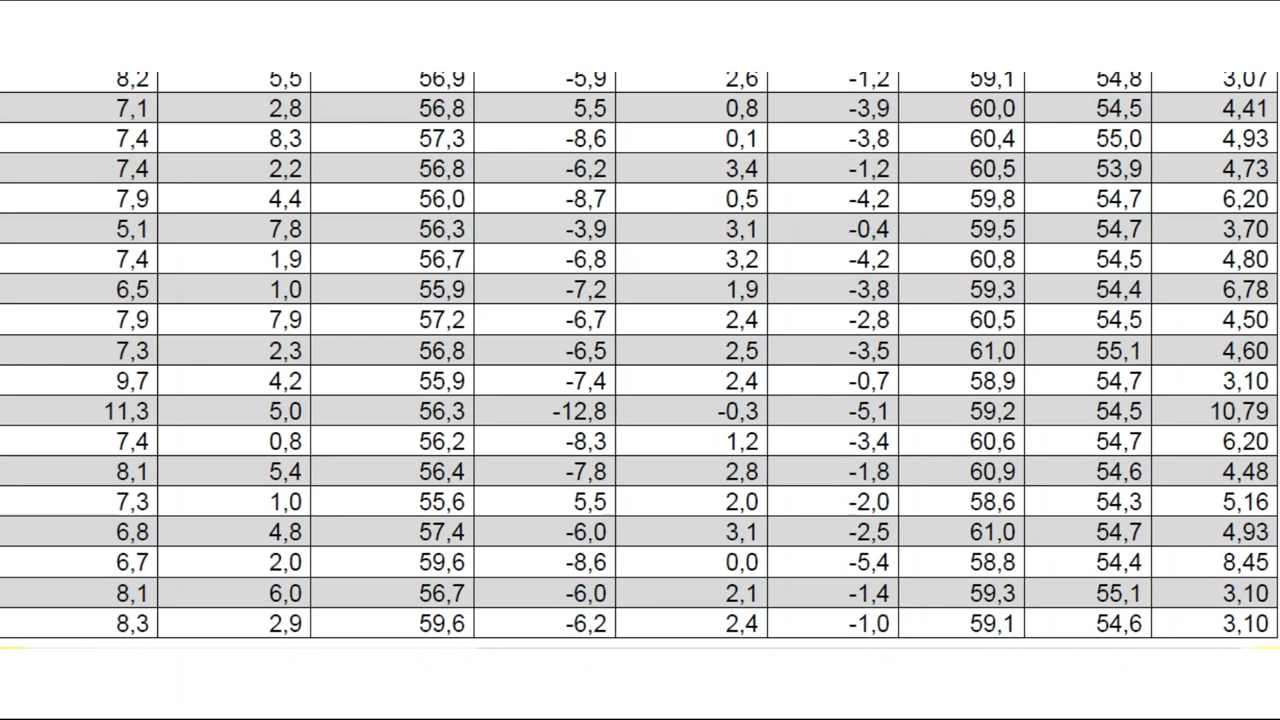 8,2 5,5 56,9 -5,9 2,6 -1,2 59,1 54,8 3,07
7,1 2,8 56,8 5,5 0,8 -3,9 60,0 54,5 4,41
7,4 8,3 57,3 -8,6 0,1 -3,8 60,4 55,0 4,93
7,4 2,2 56,8 -6,2 3,4 -1,2 60,5 53,9 4,73
7,9 4,4 56,0 -8,7 0,5 -4,2 59,8 54,7 6,20
5,1 7,8 56,3 -3,9 3,1 -0,4 59,5 54,7 3,70
7,4 1,9 56,7 -6,8 3,2 -4,2 60,8 54,5 4,80
6,5 1,0 55,9 -7,2 1,9 -3,8 59,3 54,4 6,78
7,9 7,9 57,2 -6,7 2,4 -2,8 60,5 54,5 4,50
7,3 2,3 56,8 -6,5 2,5 -3,5 61,0 55,1 4,60
9,7 4,2 55,9 -7,4 2,4 -0,7 58,9 54,7 3,10
11,3 5,0 56,3 -12,8 -0,3 -5,1 59,2 54,5 10,79
7,4 0,8 56,2 -8,3 1,2 -3,4 60,6 54,7 6,20
8,1 5,4 56,4 -7,8 2,8 -1,8 60,9 54,6 4,48
7,3 1,0 55,6 5,5 2,0 -2,0 58,6 54,3 5,16
6,8 4,8 57,4 -6,0 3,1 -2,5 61,0 54,7 4,93
6,7 2,0 59,6 -8,6 0,0 -5,4 58,8 54,4 8,45
8,1 6,0 56,7 -6,0 2,1 -1,4 59,3 55,1 3,10
8,3 2,9 59,6 -6,2 2,4 -1,0 59,1 54,6 3,10